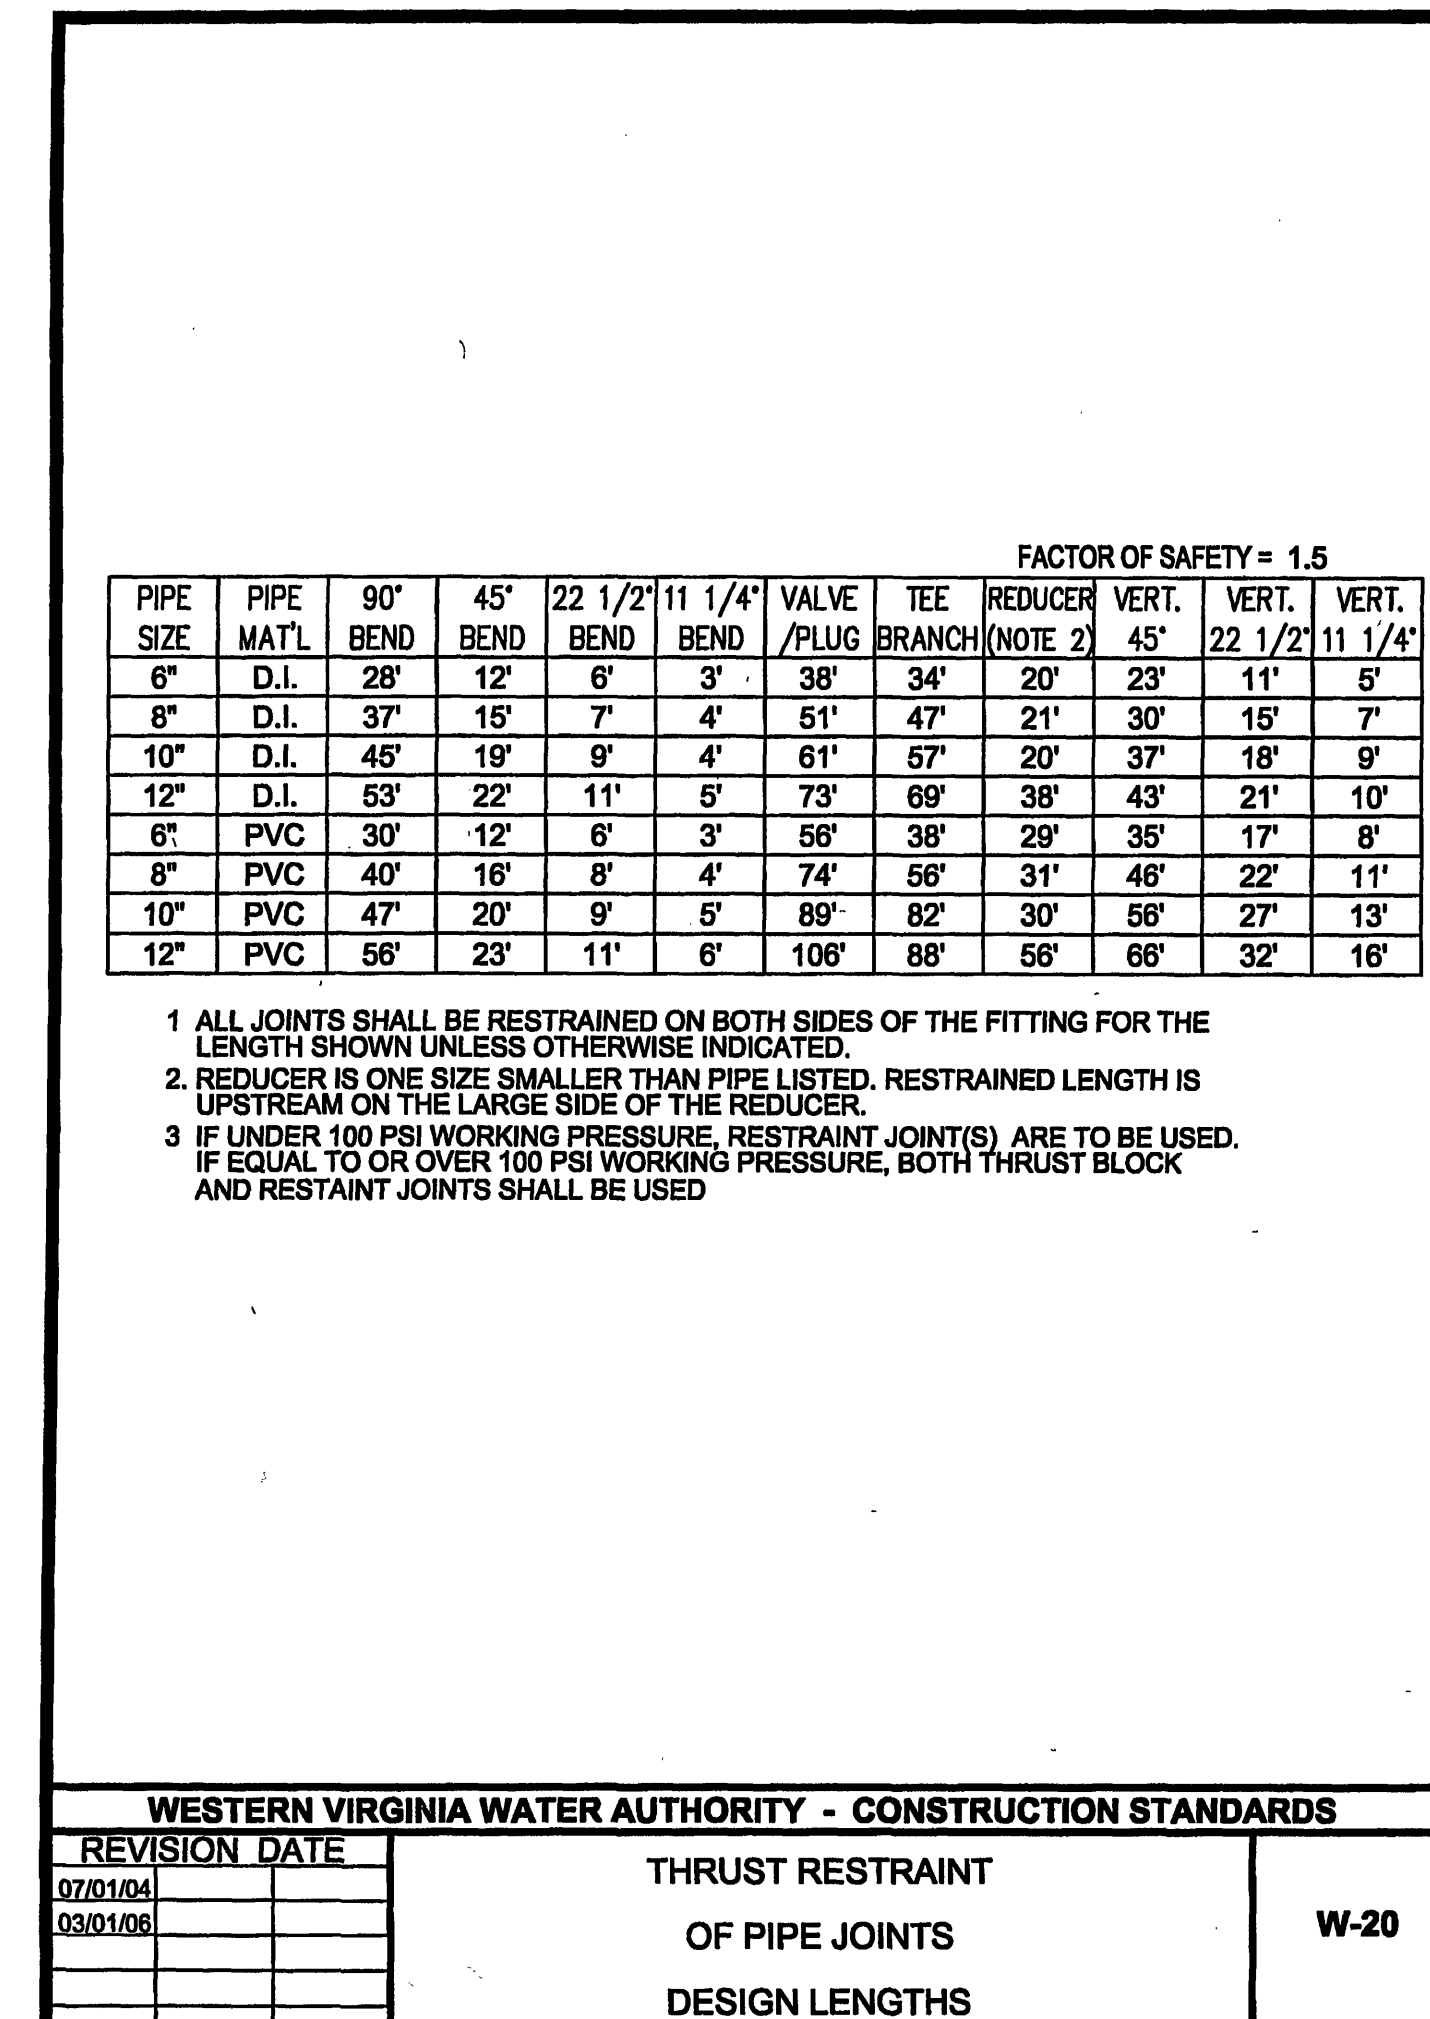 FACTOR OF SAFETY = 1.5
PIPE SIZE PIPE MAT'L 90° BEND 45° BEND 22 1/2° BEND 11 1/4° BEND VALVE /PLUG TEE BRANCH REDUCER (NOTE 2) VERT. 45° VERT. 22 1/2° VERT. 11 1/4°
6" D.I. 28' 12' 6' 3' 38' 34' 20' 23' 11' 5'
8" D.I. 37' 15' 7' 4' 51' 47' 21' 30' 15' 7'
10" D.I. 45' 19' 9' 4' 61' 57' 20' 37' 18' 9'
12" D.I. 53' 22' 11' 5' 73' 69' 38' 43' 21' 10'
6" PVC 30' 12' 6' 3' 56' 38' 29' 35' 17' 8'
8" PVC 40' 16' 8' 4' 74' 56' 31' 46' 22' 11'
10" PVC 47' 20' 9' 5' 89' 82' 30' 56' 27' 13'
12" PVC 56' 23' 11' 6' 106' 88' 56' 66' 32' 16'
1 ALL JOINTS SHALL BE RESTRAINED ON BOTH SIDES OF THE FITTING FOR THE
LENGTH SHOWN UNLESS OTHERWISE INDICATED.
2. REDUCER IS ONE SIZE SMALLER THAN PIPE LISTED. RESTRAINED LENGTH IS
UPSTREAM ON THE LARGE SIDE OF THE REDUCER.
3 IF UNDER 100 PSI WORKING PRESSURE, RESTRAINT JOINT(S) ARE TO BE USED.
IF EQUAL TO OR OVER 100 PSI WORKING PRESSURE, BOTH THRUST BLOCK
AND RESTAINT JOINTS SHALL BE USED
WESTERN VIRGINIA WATER AUTHORITY - CONSTRUCTION STANDARDS
REVISION DATE
07/01/04
03/01/06
THRUST RESTRAINT
OF PIPE JOINTS
DESIGN LENGTHS
W-20